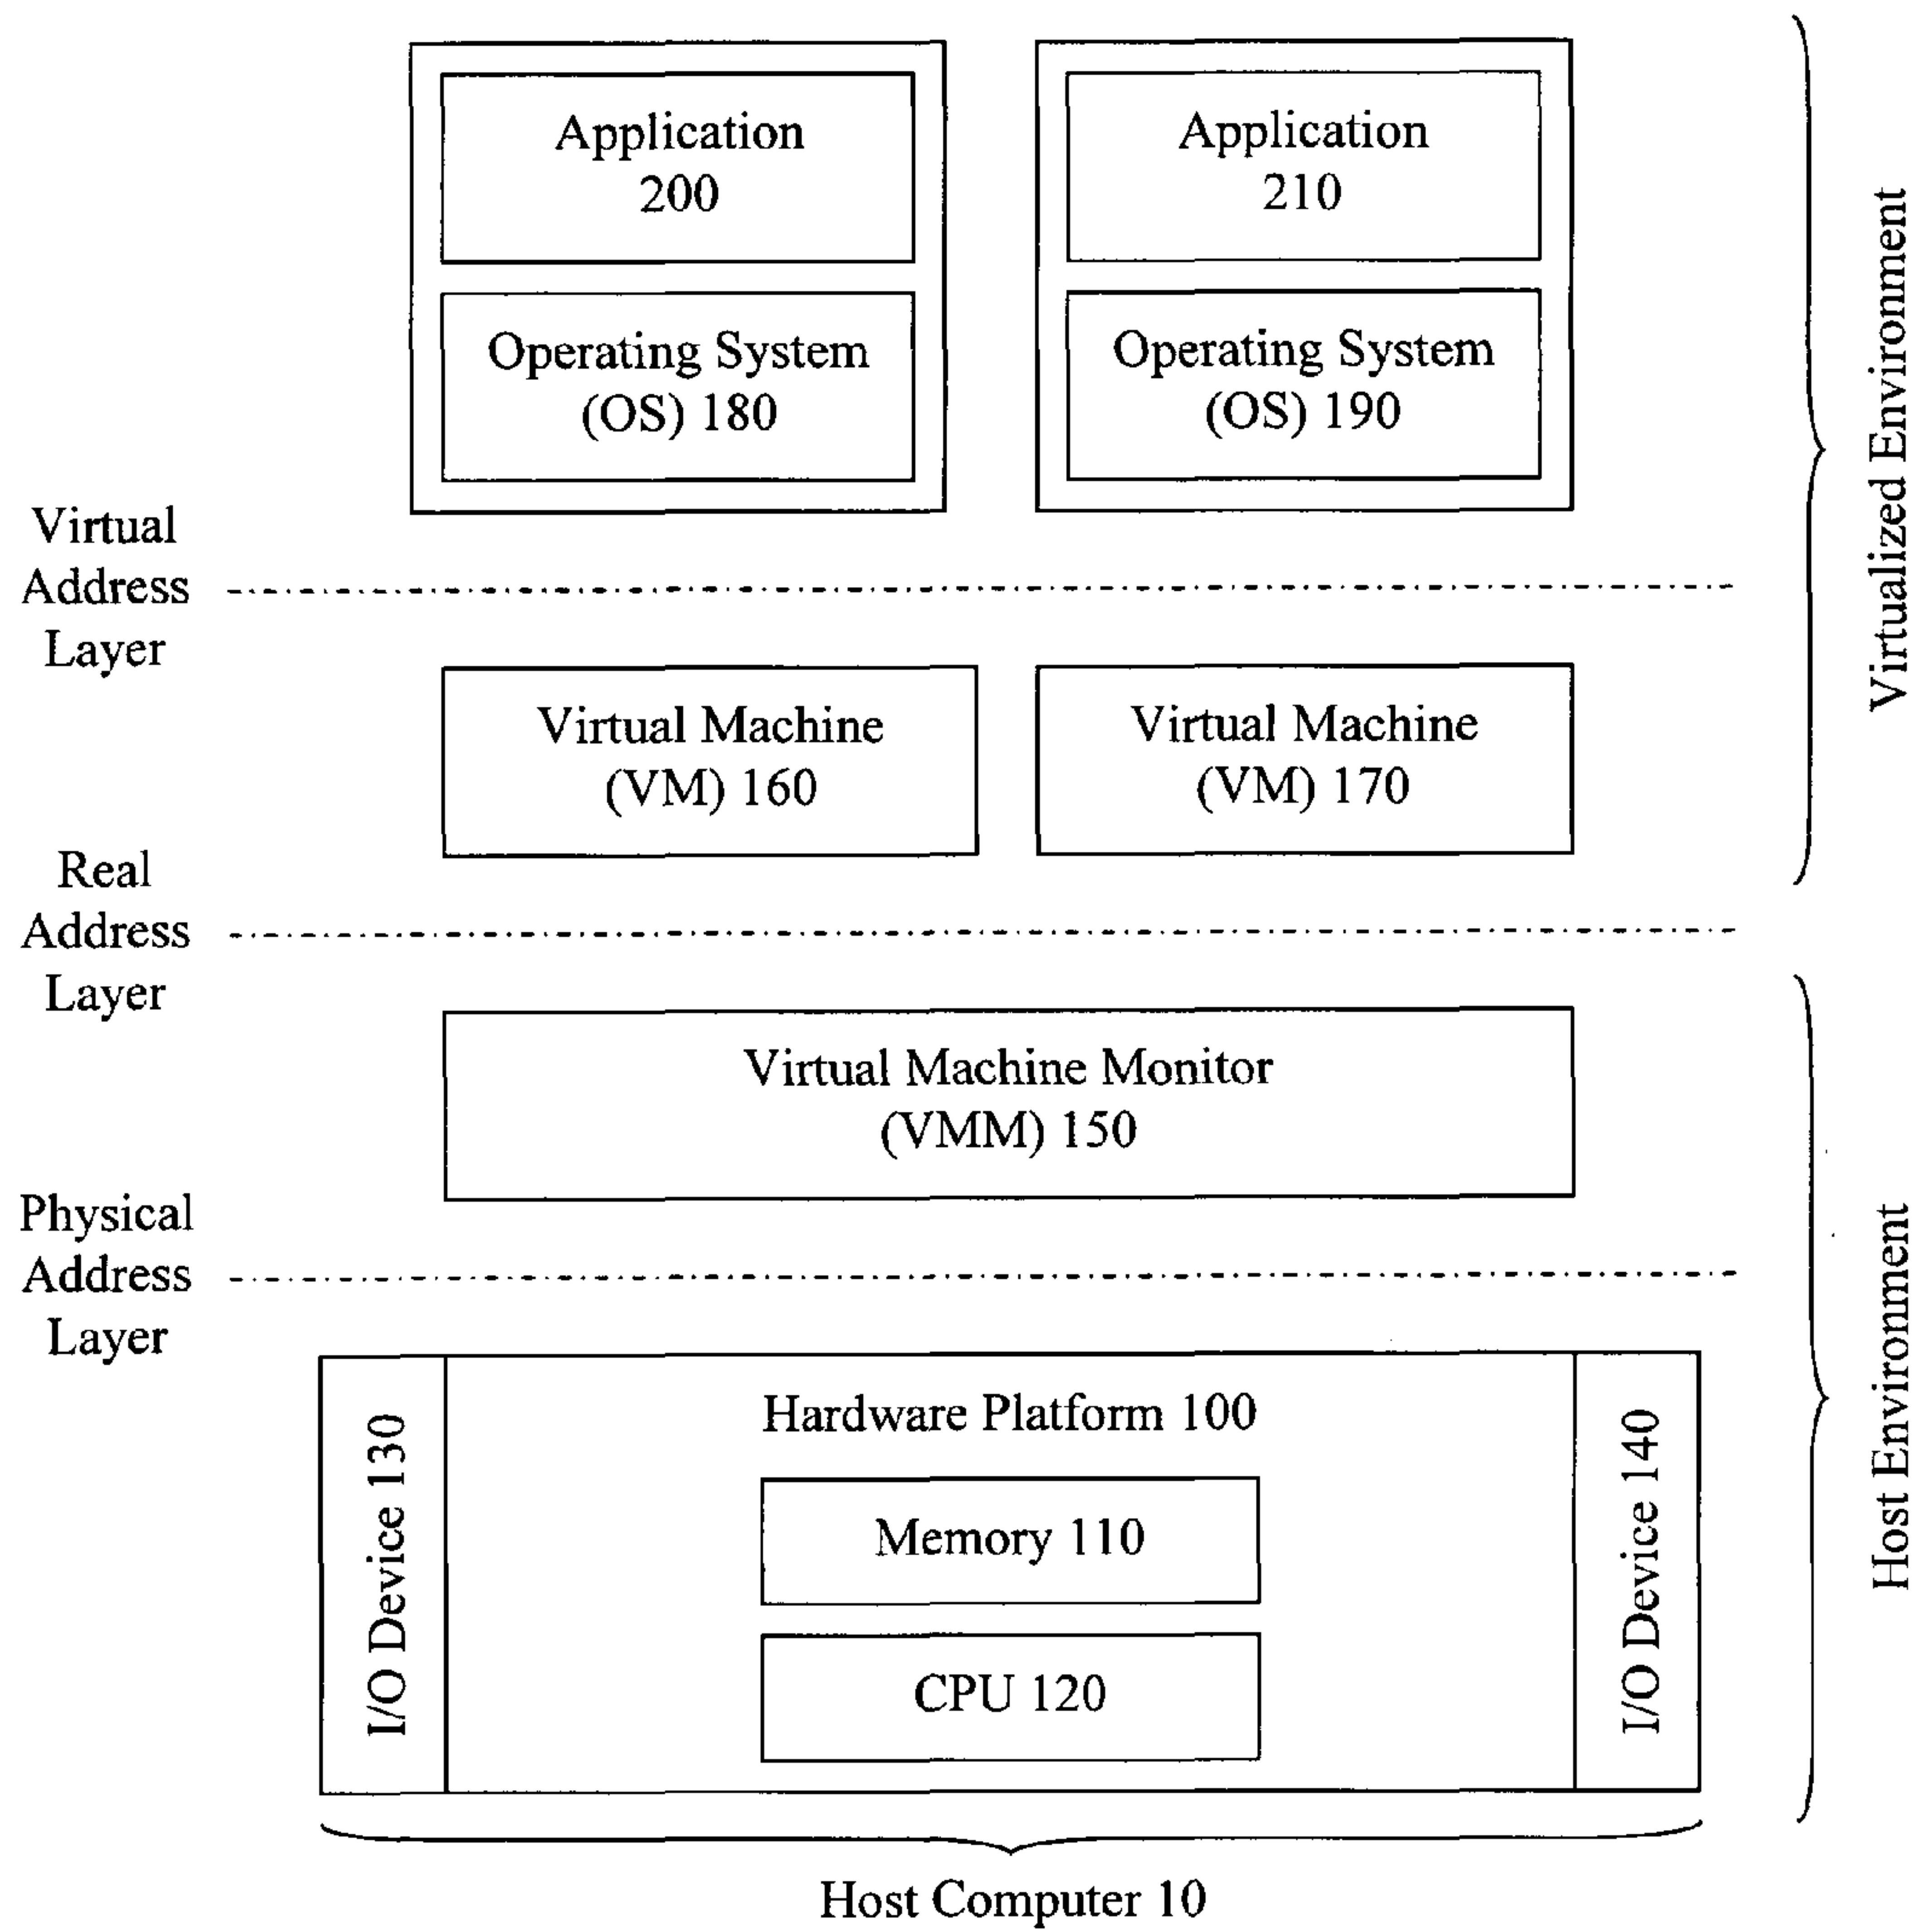 Application
200
Application
210
Operating System
(OS) 180
Operating System
(OS) 190
Virtualized Environment
Virtual
Address
Layer
Virtual Machine
(VM) 160
Virtual Machine
(VM) 170
Real
Address
Layer
Virtual Machine Monitor
(VMM) 150
Physical
Address
Layer
Host Environment
I/O Device 130
Hardware Platform 100
Memory 110
CPU 120
I/O Device 140
Host Computer 10